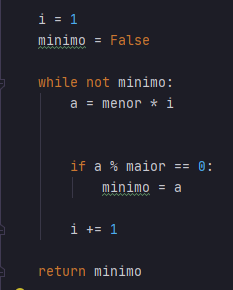 i = 1
minimo = False
while not minimo:
a = menor * i
if a % maior == 0:
minimo = a
i += 1
return minimo